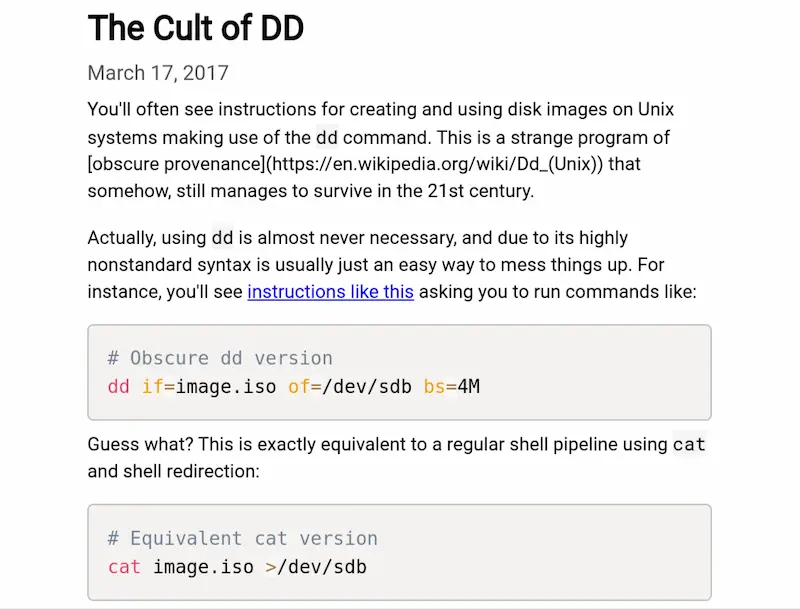 The Cult of DD
March 17, 2017
You'll often see instructions for creating and using disk images on Unix
systems making use of the dd command. This is a strange program of
[obscure provenance](https://en.wikipedia.org/wiki/Dd_(Unix)) that
somehow, still manages to survive in the 21st century.
Actually, using dd is almost never necessary, and due to its highly
nonstandard syntax is usually just an easy way to mess things up. For
instance, you'll see instructions like this asking you to run commands like:
# Obscure dd version
dd if=image.iso of=/dev/sdb bs=4M
Guess what? This is exactly equivalent to a regular shell pipeline using cat
and shell redirection:
# Equivalent cat version
cat image.iso >/dev/sdb